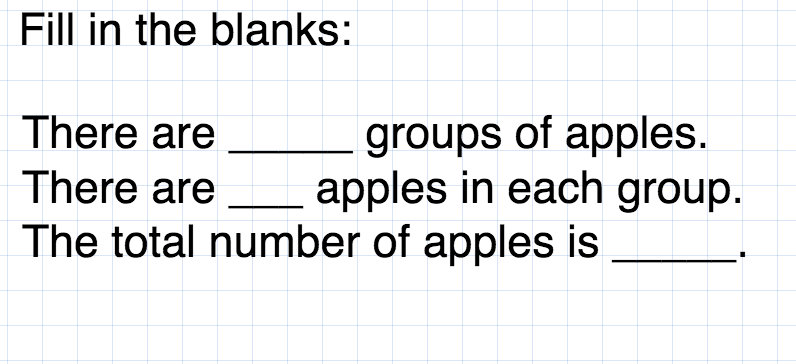 Fill in the blanks:
There are _____ groups of apples.
There are ___ apples in each group.
The total number of apples is _____.